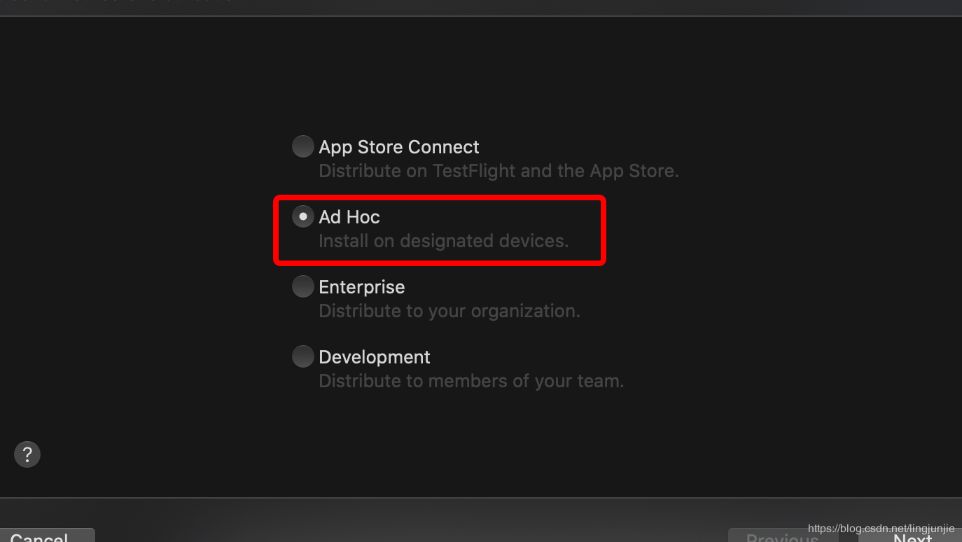 App Store Connect
Distribute on TestFlight and the App Store.
Ad Hoc
Install on designated devices.
Enterprise
Distribute to your organization.
Development
Distribute to members of your team.
?
Cancel
Previous
Next
https://blog.csdn.net/lingjunjie